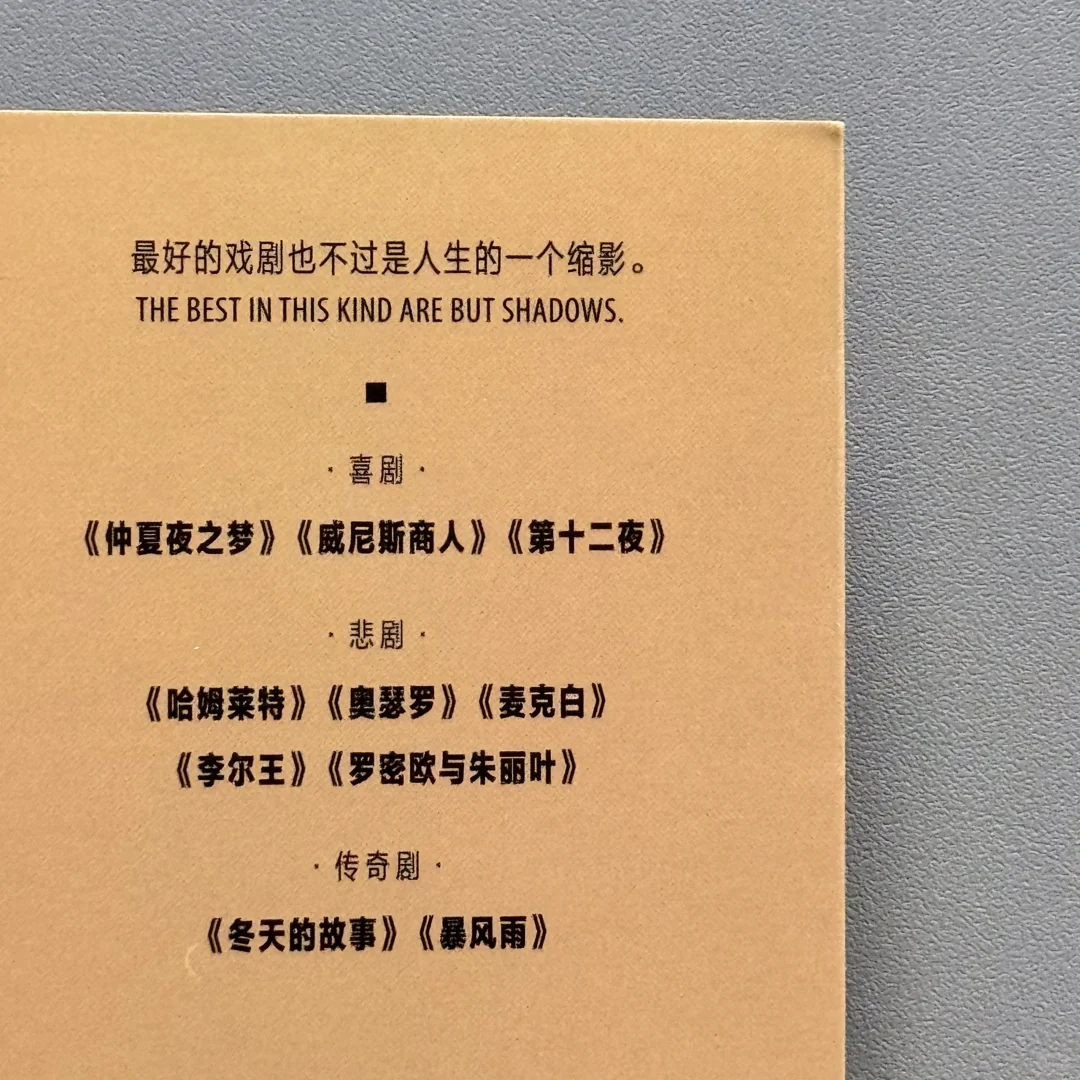 最好的戏剧也不过是人生的一个缩影。
THE BEST IN THIS KIND ARE BUT SHADOWS.
· 喜剧 ·
《仲夏夜之梦》《威尼斯商人》《第十二夜》
· 悲剧 ·
《哈姆莱特》《奥瑟罗》《麦克白》
《李尔王》《罗密欧与朱丽叶》
· 传奇剧 ·
《冬天的故事》《暴风雨》